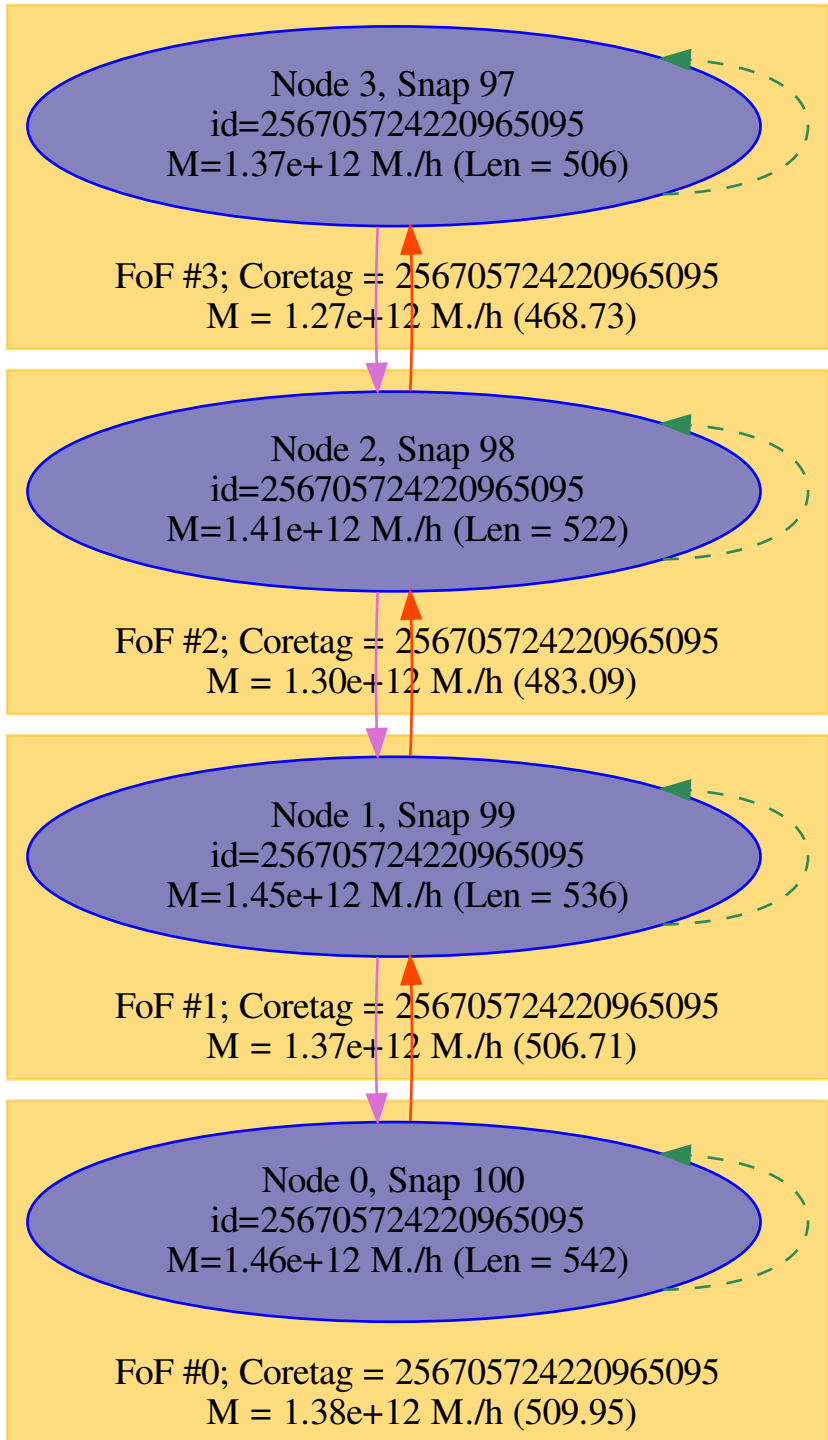 Node 3, Snap 97
id=256705724220965095
M=1.37e+12 M./h (Len = 506)
FoF #3; Coretag = 256705724220965095
M = 1.27e+12 M./h (468.73)
Node 2, Snap 98
id=256705724220965095
M=1.41e+12 M./h (Len = 522)
FoF #2; Coretag = 256705724220965095
M = 1.30e+12 M./h (483.09)
Node 1, Snap 99
id=256705724220965095
M=1.45e+12 M./h (Len = 536)
FoF #1; Coretag = 256705724220965095
M = 1.37e+12 M./h (506.71)
Node 0, Snap 100
id=256705724220965095
M=1.46e+12 M./h (Len = 542)
FoF #0; Coretag = 256705724220965095
M = 1.38e+12 M./h (509.95)